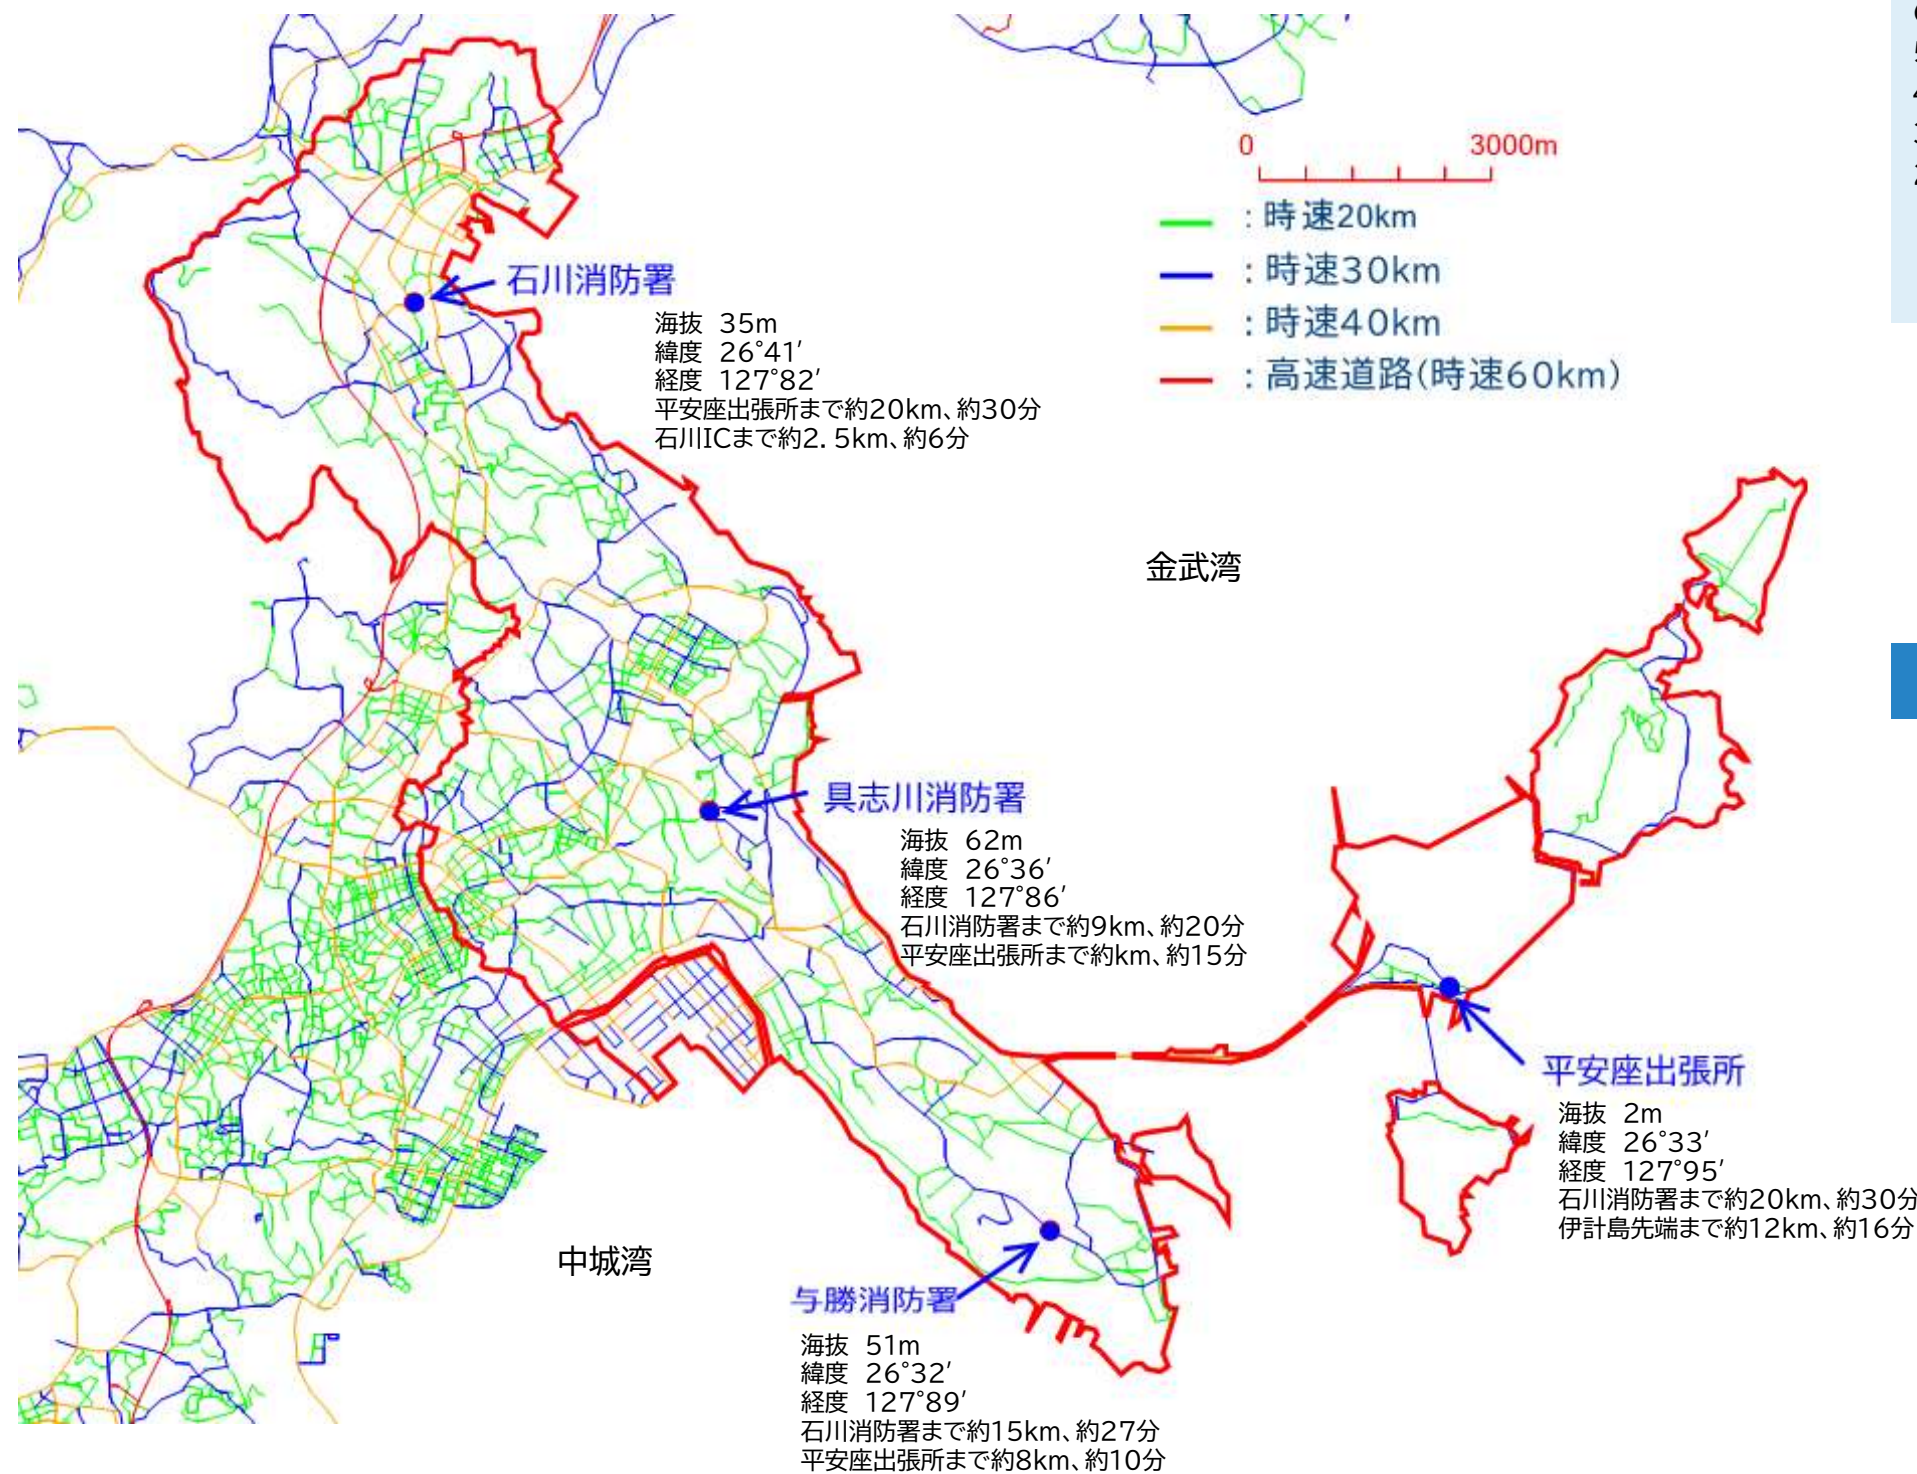 0 3000m
：時速20km
：時速30km
：時速40km
：高速道路(時速60km)
石川消防署
海抜 35m
緯度 26°41′
経度 127°82′
平安座出張所まで約20km、約30分
石川ICまで約2．5km、約6分
金武湾
具志川消防署
海抜 62m
緯度 26°36′
経度 127°86′
石川消防署まで約9km、約20分
平安座出張所まで約km、約15分
平安座出張所
海抜 2m
緯度 26°33′
経度 127°95′
石川消防署まで約20km、約30分
伊計島先端まで約12km、約16分
中城湾
与勝消防署
海抜 51m
緯度 26°32′
経度 127°89′
石川消防署まで約15km、約27分
平安座出張所まで約8km、約10分